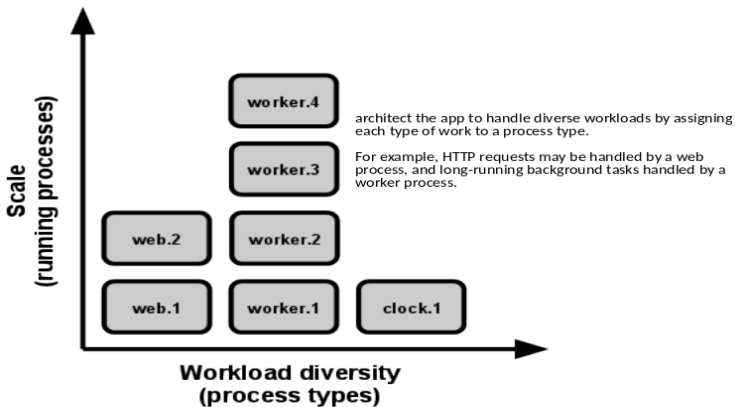 worker.4
architect the app to handle diverse workloads by assigning
each type of work to a process type.
For example, HTTP requests may be handled by a web
process, and long-running background tasks handled by a
worker process.
worker.3
web.2
worker.2
web.1
worker.1
clock.1
Scale
(running processes)
Workload diversity
(process types)